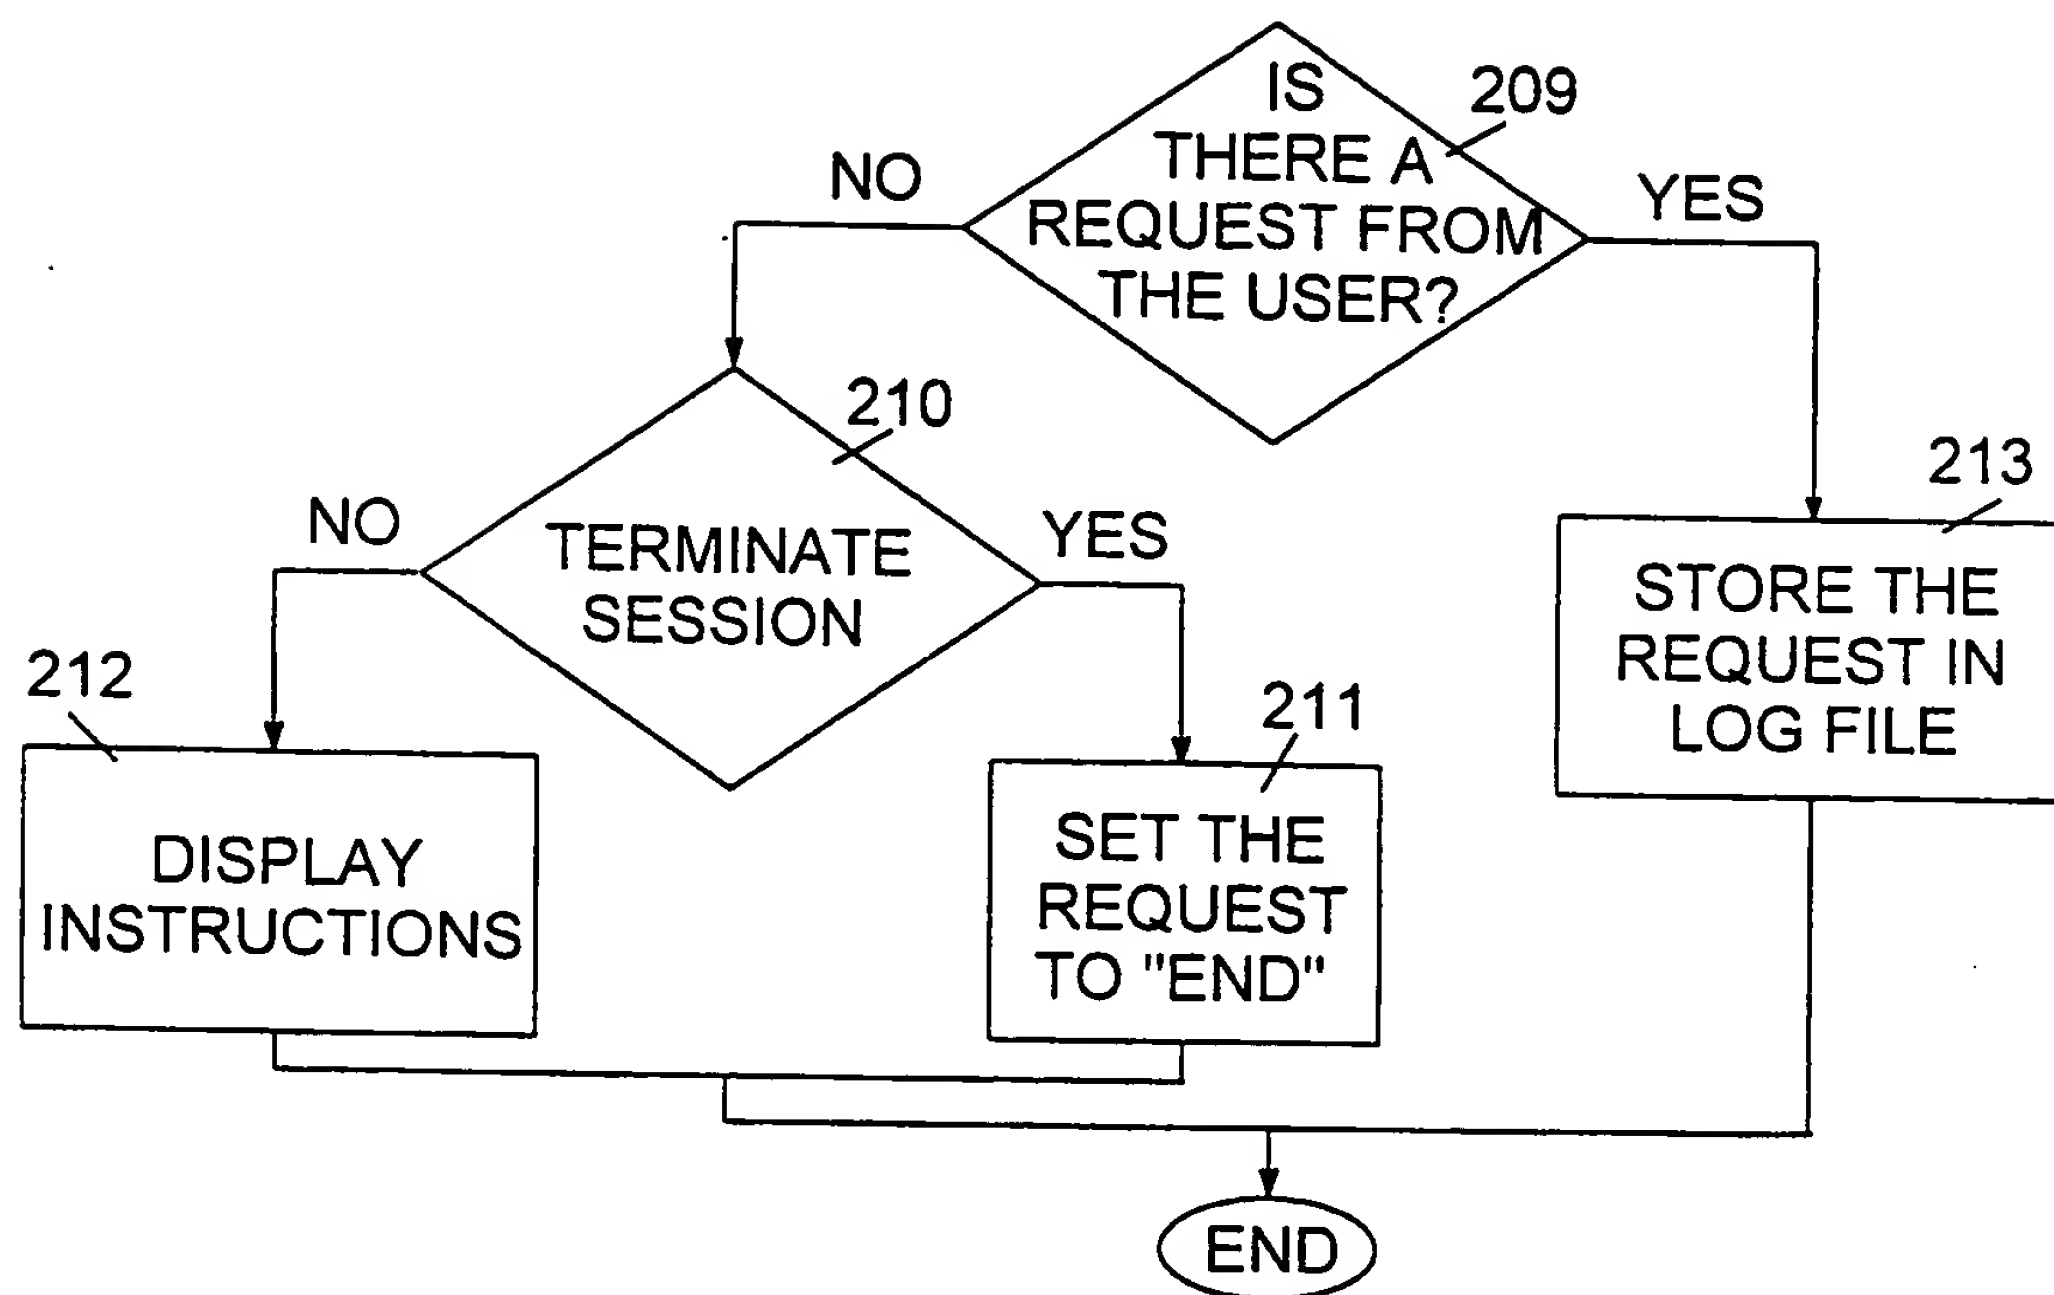 IS
THERE A
REQUEST FROM
THE USER?
209
NO
YES
210
TERMINATE
SESSION
NO
YES
213
STORE THE
REQUEST IN
LOG FILE
212
DISPLAY
INSTRUCTIONS
211
SET THE
REQUEST
TO "END"
END